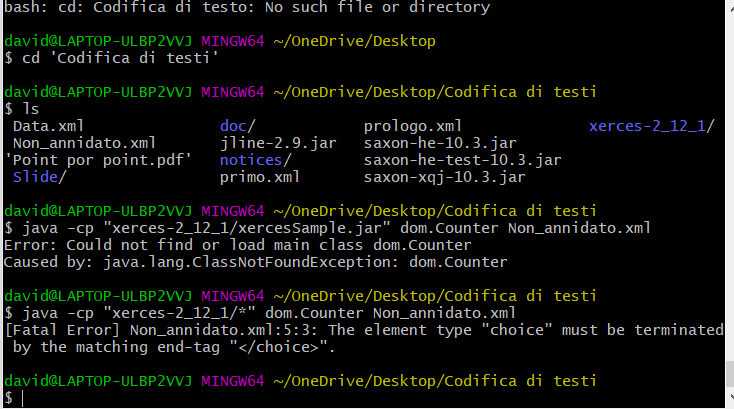 bash: cd: Codifica di testo: No such file or directory
david@LAPTOP-ULBP2VVJ MINGW64 ~/OneDrive/Desktop
$ cd 'Codifica di testi'
david@LAPTOP-ULBP2VVJ MINGW64 ~/OneDrive/Desktop/Codifica di testi
$ ls
Data.xml doc/ prologo.xml xerces-2_12_1/
Non_annidato.xml jline-2.9.jar saxon-he-10.3.jar
'Point por point.pdf' notices/ saxon-he-test-10.3.jar
Slide/ primo.xml saxon-xqj-10.3.jar
david@LAPTOP-ULBP2VVJ MINGW64 ~/OneDrive/Desktop/Codifica di testi
$ java -cp "xerces-2_12_1/xercesSample.jar" dom.Counter Non_annidato.xml
Error: Could not find or load main class dom.Counter
Caused by: java.lang.ClassNotFoundException: dom.Counter
david@LAPTOP-ULBP2VVJ MINGW64 ~/OneDrive/Desktop/Codifica di testi
$ java -cp "xerces-2_12_1/*" dom.Counter Non_annidato.xml
[Fatal Error] Non_annidato.xml:5:3: The element type "choice" must be terminated
by the matching end-tag "</choice>".
david@LAPTOP-ULBP2VVJ MINGW64 ~/OneDrive/Desktop/Codifica di testi
$